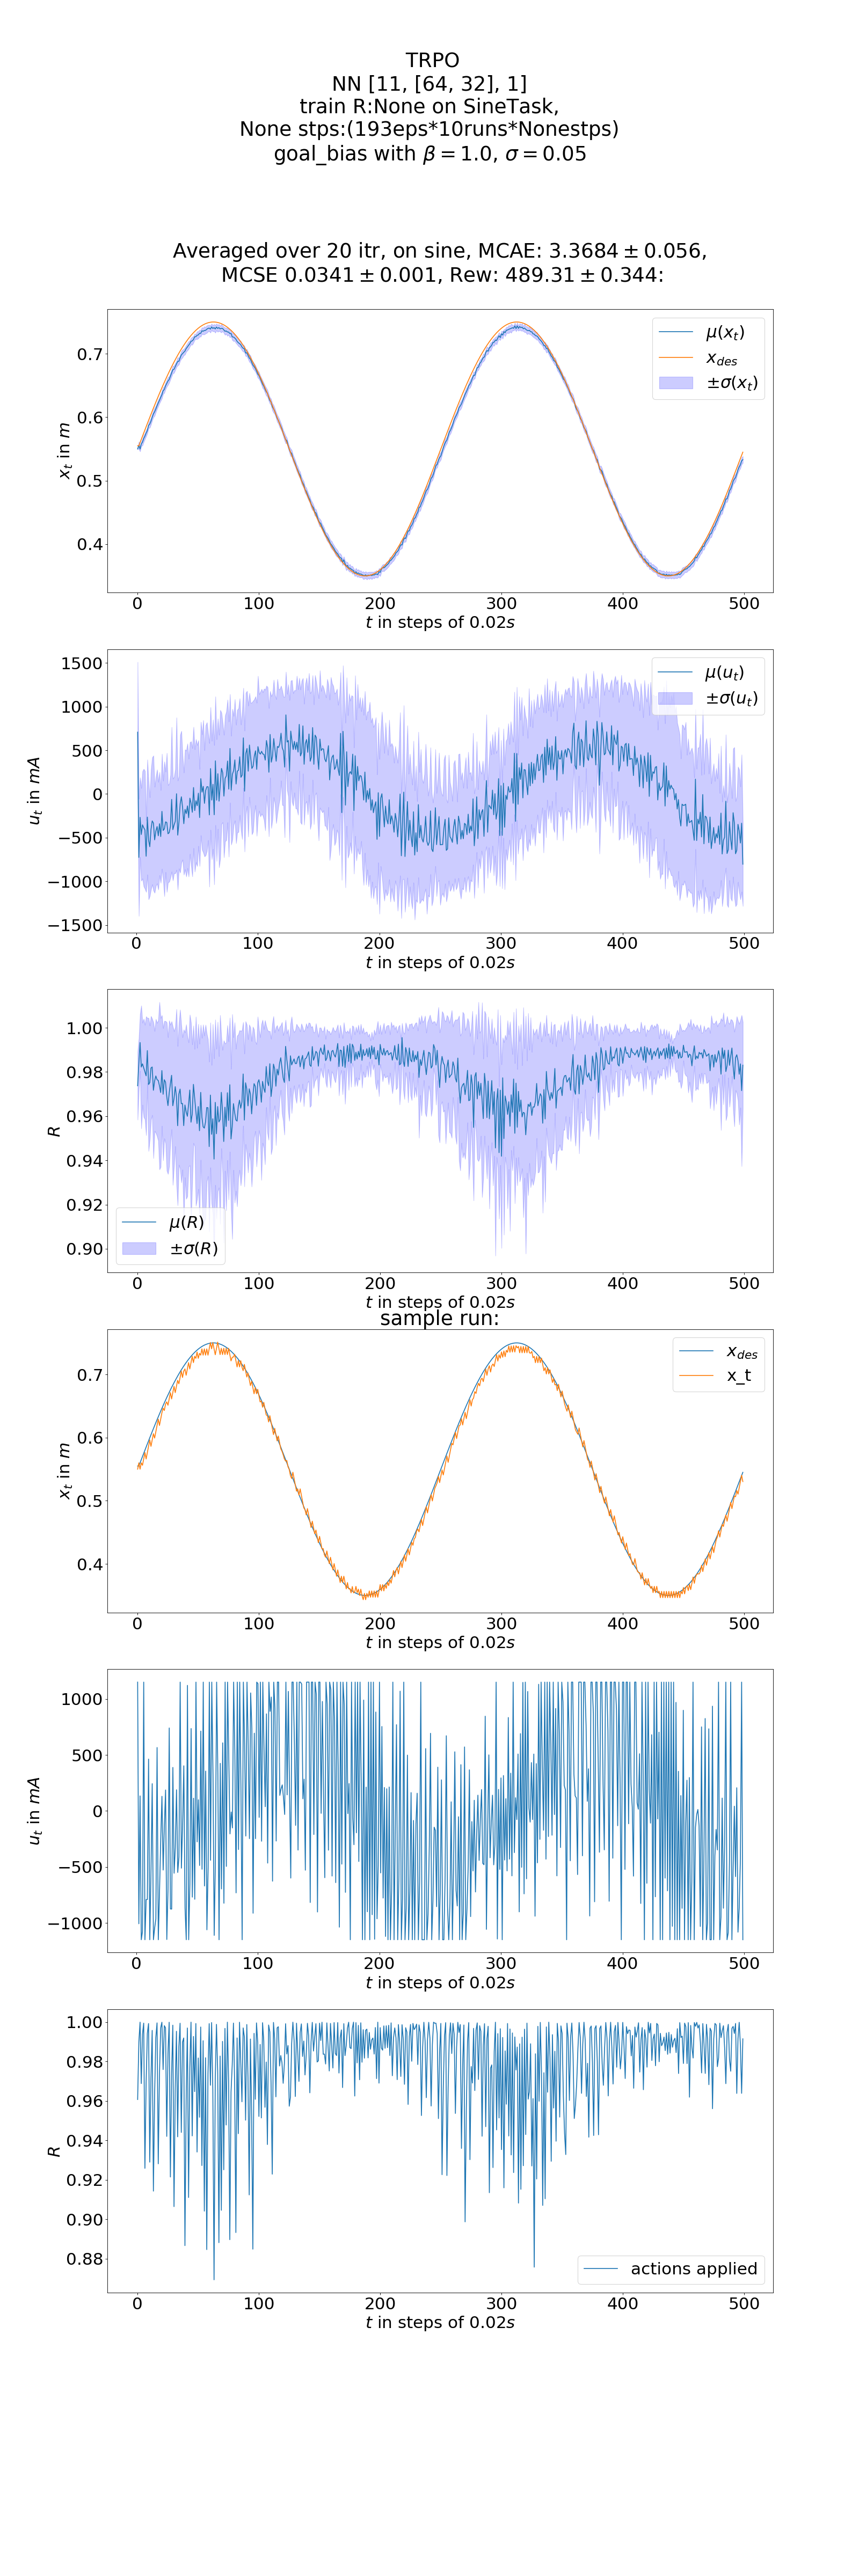 TRPO
NN [11, [64, 32], 1]
train R:None on SineTask,
None stps:(193eps*10runs*Nonestps)
goal_bias with β = 1.0, σ = 0.05
Averaged over 20 itr, on sine, MCAE: 3.3684 ± 0.056,
MCSE 0.0341 ± 0.001, Rew: 489.31 ± 0.344:
μ(x_t)
x_des
±σ(x_t)
0.7
0.6
0.5
0.4
x_t in m
0 100 200 300 400 500
t in steps of 0.02s
μ(u_t)
±σ(u_t)
1500
1000
500
0
−500
−1000
−1500
u_t in mA
0 100 200 300 400 500
t in steps of 0.02s
1.00
0.98
0.96
0.94
0.92
0.90
R
μ(R)
±σ(R)
0 100 200 300 400 500
t in steps of 0.02s
sample run:
x_des
x_t
0.7
0.6
0.5
0.4
x_t in m
0 100 200 300 400 500
t in steps of 0.02s
1000
500
0
−500
−1000
u_t in mA
0 100 200 300 400 500
t in steps of 0.02s
1.00
0.98
0.96
0.94
0.92
0.90
0.88
R
actions applied
0 100 200 300 400 500
t in steps of 0.02s